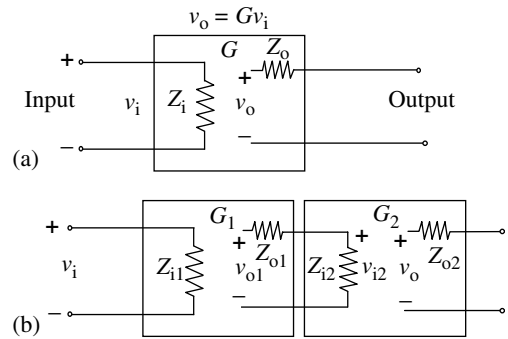 v_o = Gv_i
G Z_o
+ +
Input v_i Z_i v_o Output
− −
(a)
G_1 G_2
+ + + +
Z_o1 Z_o2
v_i Z_i1 v_o1 Z_i2 v_i2 v_o
− − − −
(b)